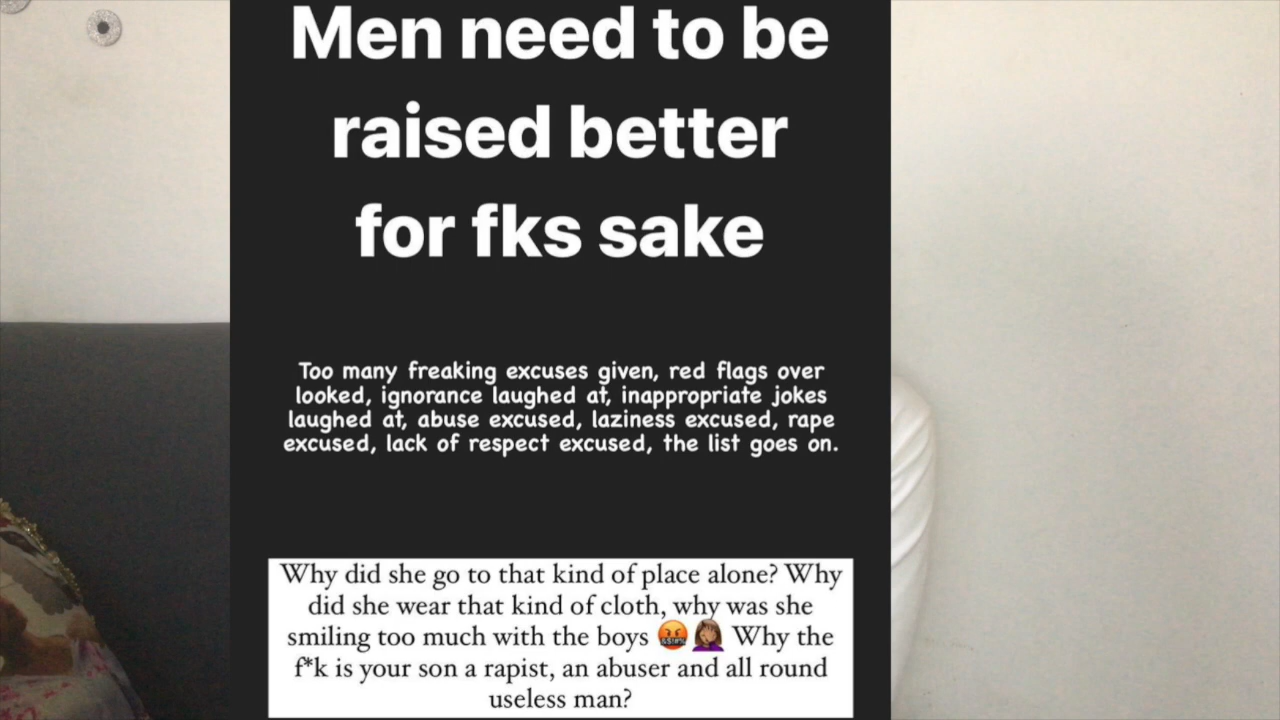 Men need to be
raised better
for fks sake
Too many freaking excuses given, red flags over
looked, ignorance laughed at, inappropriate jokes
laughed at, abuse excused, laziness excused, rape
excused, lack of respect excused, the list goes on.
Why did she go to that kind of place alone? Why
did she wear that kind of cloth, why was she
smiling too much with the boys 🤬🤦🏾‍♀️ Why the
f*k is your son a rapist, an abuser and all round
useless man?